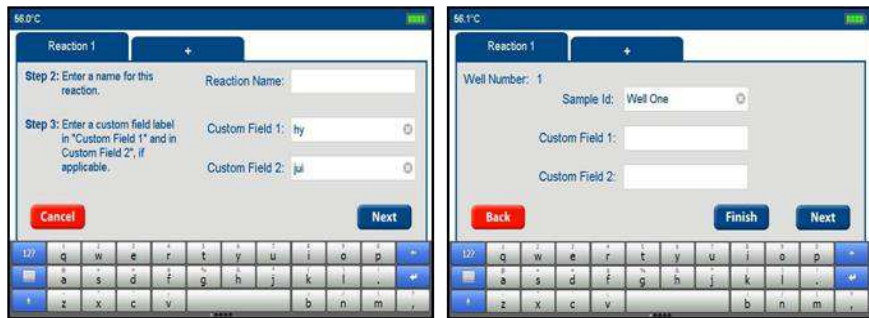 56.0°C
Reaction 1
+
Step 2: Enter a name for this
reaction.
Reaction Name:
Step 3: Enter a custom field label
in "Custom Field 1" and in
Custom Field 2", if
applicable.
Custom Field 1: hy
Custom Field 2: jui
Cancel
Next
12?
q w e r t y u i o p
a s d f g h j k l .
z x c v b n m ,
56.1°C
Reaction 1
+
Well Number: 1
Sample Id: Well One
Custom Field 1:
Custom Field 2:
Back
Finish
Next
12?
q w e r t y u i o p
a s d f g h j k l .
z x c v b n m ,